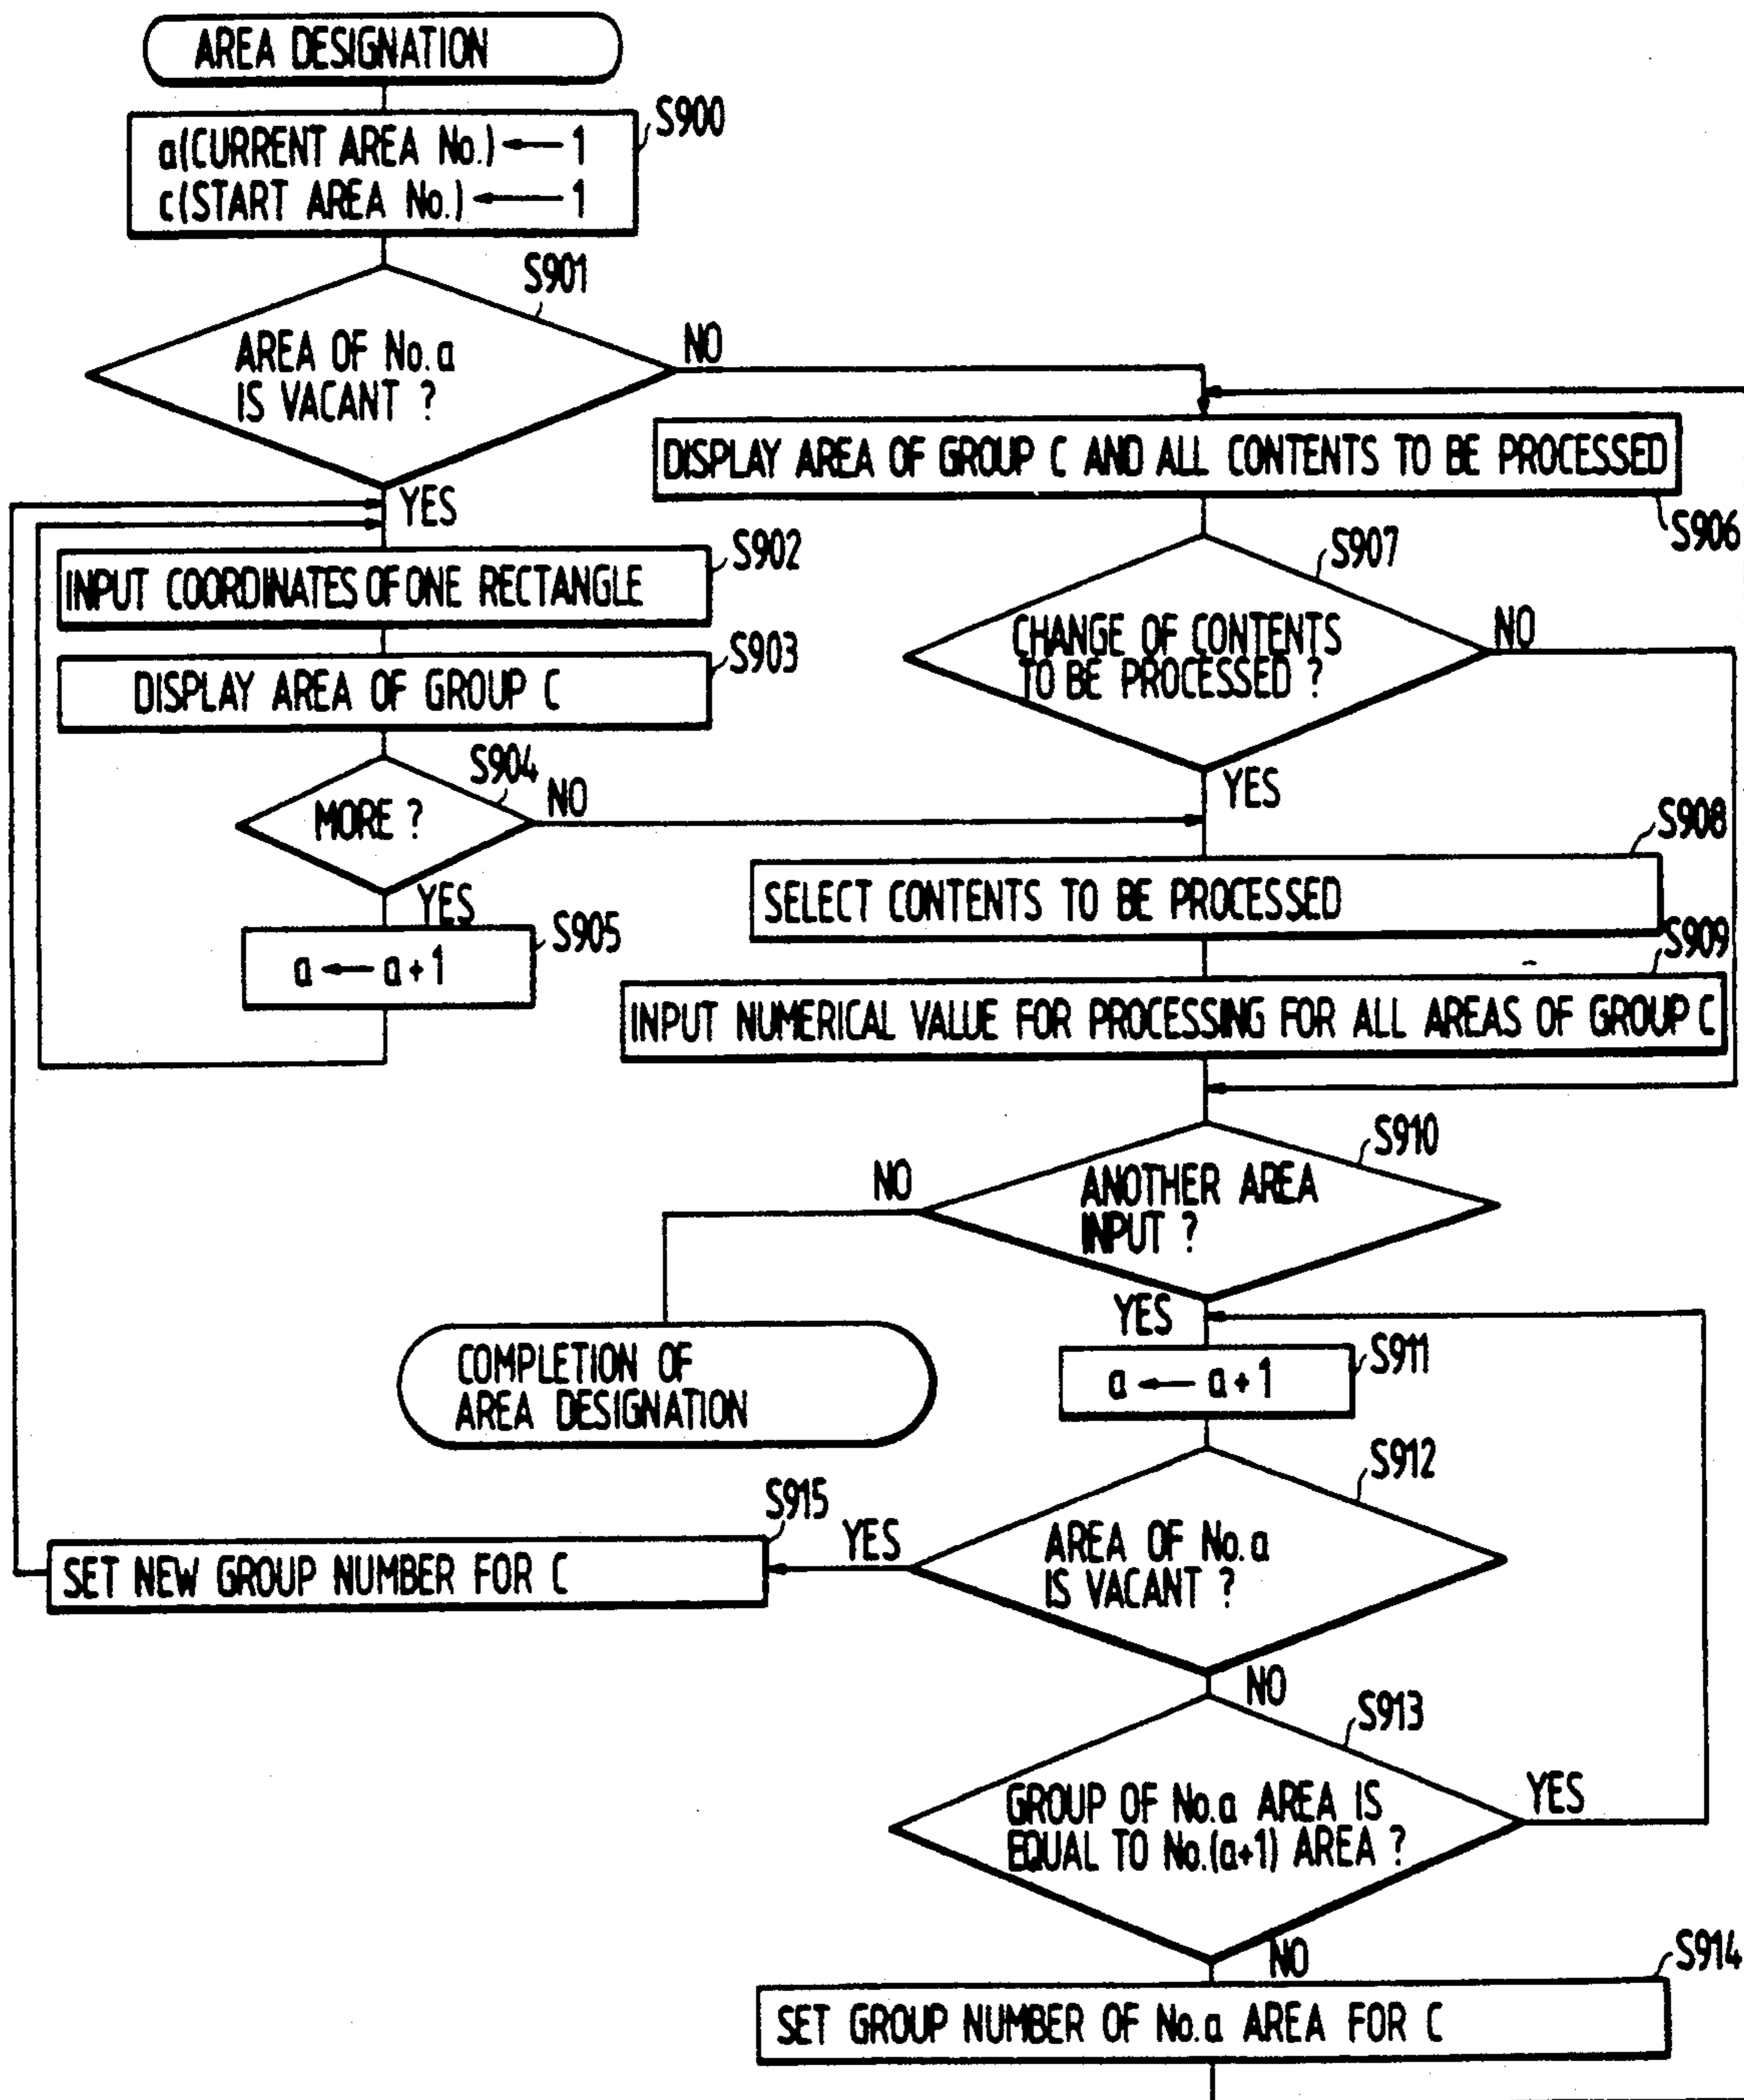 AREA DESIGNATION
S900
a(CURRENT AREA No.) ← 1
c(START AREA No.) ← 1
S901
AREA OF No.a
IS VACANT ?
NO
YES
S902
INPUT COORDINATES OF ONE RECTANGLE
S903
DISPLAY AREA OF GROUP C
S904
MORE ?
NO
YES
S905
a ← a+1
DISPLAY AREA OF GROUP C AND ALL CONTENTS TO BE PROCESSED
S906
S907
CHANGE OF CONTENTS
TO BE PROCESSED ?
NO
YES
S908
SELECT CONTENTS TO BE PROCESSED
S909
INPUT NUMERICAL VALUE FOR PROCESSING FOR ALL AREAS OF GROUP C
S910
ANOTHER AREA
INPUT ?
NO
YES
COMPLETION OF
AREA DESIGNATION
S911
a ← a+1
S912
AREA OF No.a
IS VACANT ?
YES
S915
SET NEW GROUP NUMBER FOR C
NO
S913
GROUP OF No.a AREA IS
EQUAL TO No.(a+1) AREA ?
YES
NO
S914
SET GROUP NUMBER OF No.a AREA FOR C